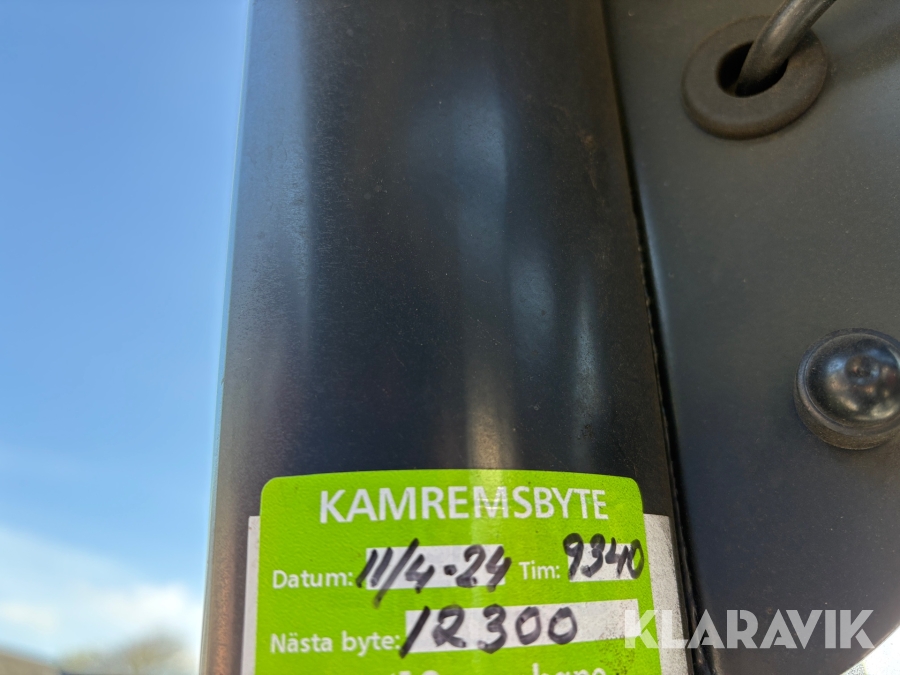 KAMREMSBYTE
Datum: 11/4-24 Tim: 9340
Nästa byte: 12300
KLARAVIK